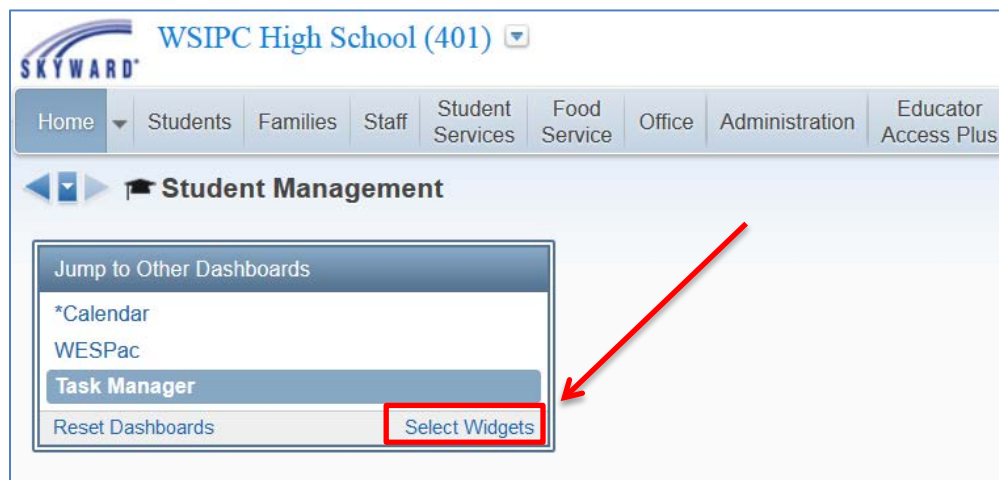 WSIPC High School (401)
SKYWARD®
Home Students Families Staff Student Services Food Service Office Administration Educator Access Plus
Student Management
Jump to Other Dashboards
*Calendar
WESPac
Task Manager
Reset Dashboards Select Widgets